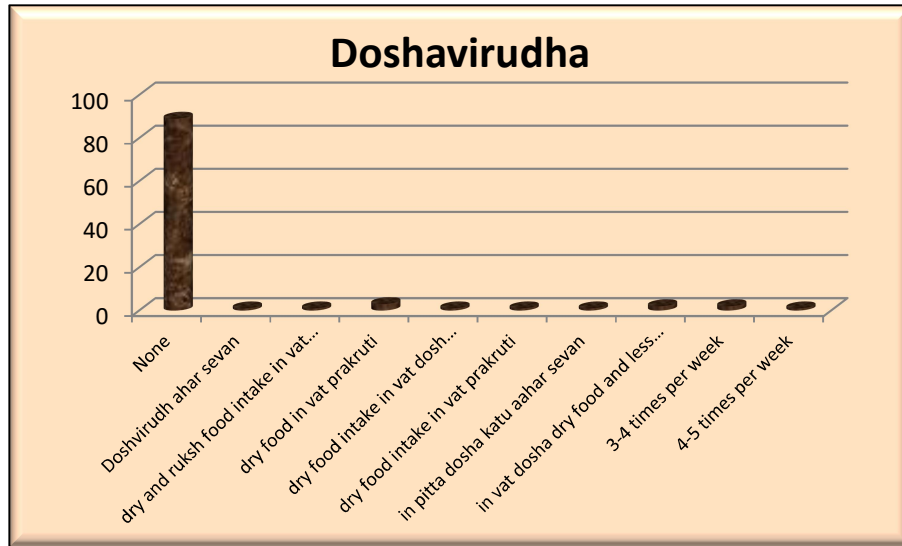 Doshavirudha
100
80
60
40
20
0
None
Doshvirudh ahar sevan
dry and ruksh food intake in vat...
dry food in vat prakruti
dry food intake in vat dosh...
dry food intake in vat prakruti
in pitta dosha katu aahar sevan
in vat dosha dry food and less...
3-4 times per week
4-5 times per week